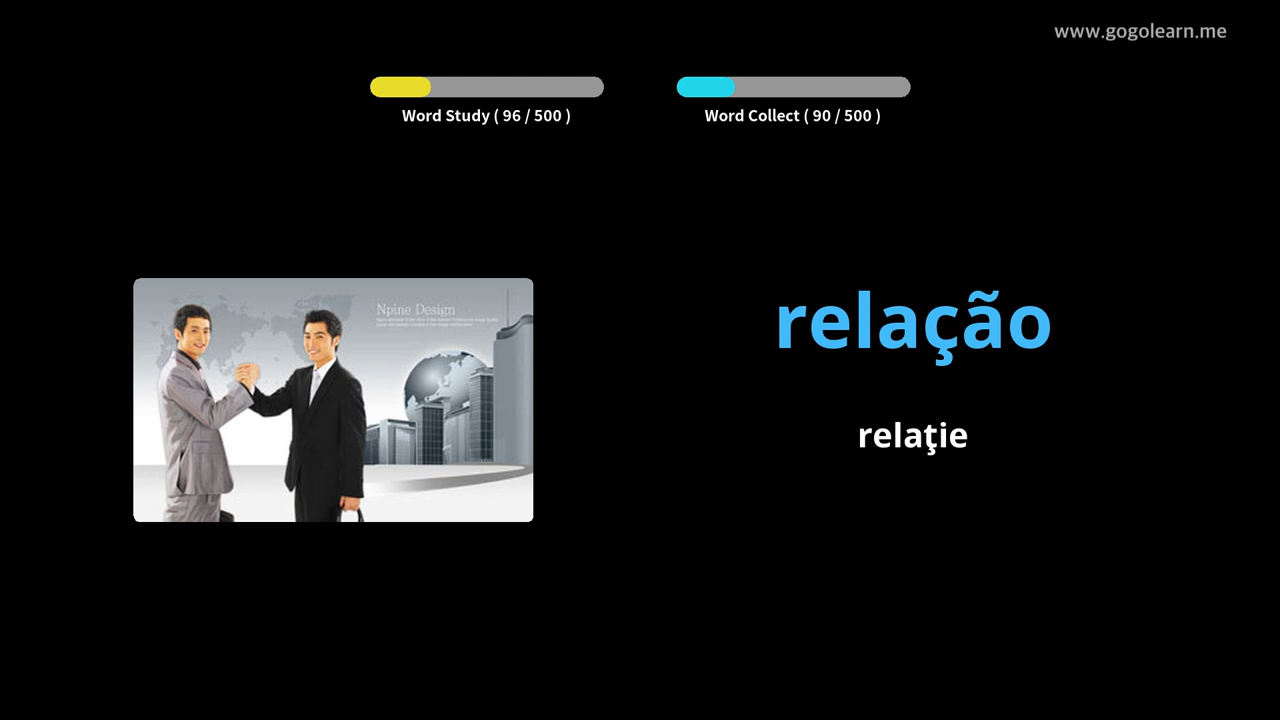 www.gogolearn.me
Word Study ( 96 / 500 )
Word Collect ( 90 / 500 )
Npine Design
relação
relaţie